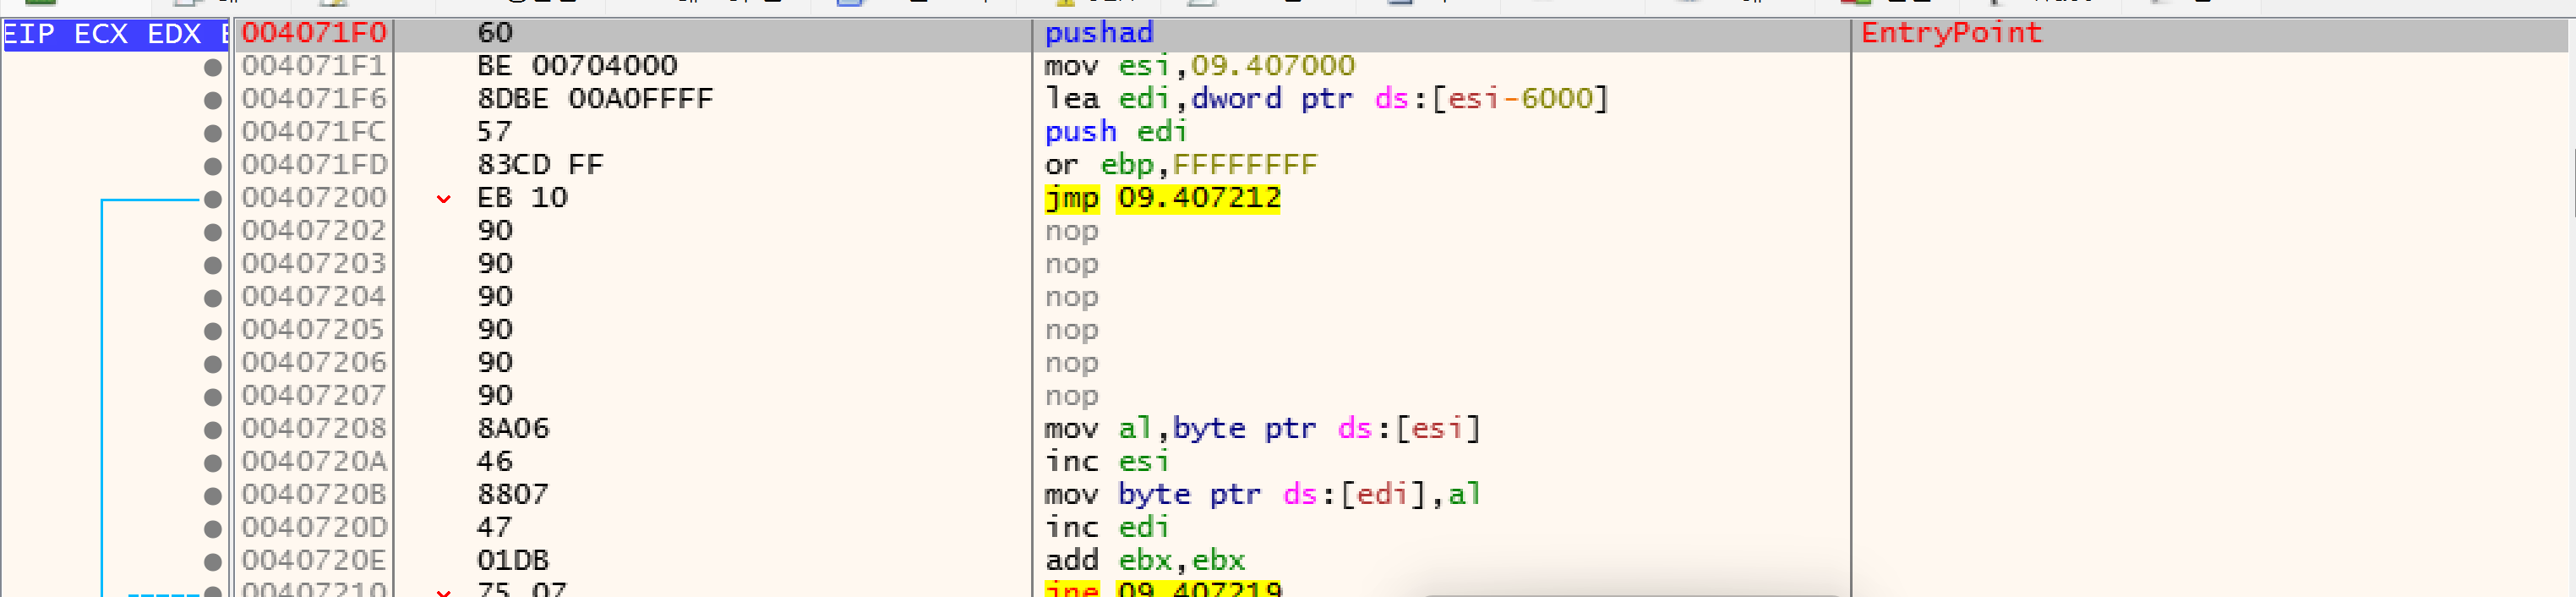 EIP ECX EDX 004071F0 60 pushad EntryPoint
004071F1 BE 00704000 mov esi,09.407000
004071F6 8DBE 00A0FFFF lea edi,dword ptr ds:[esi-6000]
004071FC 57 push edi
004071FD 83CD FF or ebp,FFFFFFFF
00407200 EB 10 jmp 09.407212
00407202 90 nop
00407203 90 nop
00407204 90 nop
00407205 90 nop
00407206 90 nop
00407207 90 nop
00407208 8A06 mov al,byte ptr ds:[esi]
0040720A 46 inc esi
0040720B 8807 mov byte ptr ds:[edi],al
0040720D 47 inc edi
0040720E 01DB add ebx,ebx
00407210 75 07 jne 09.407219